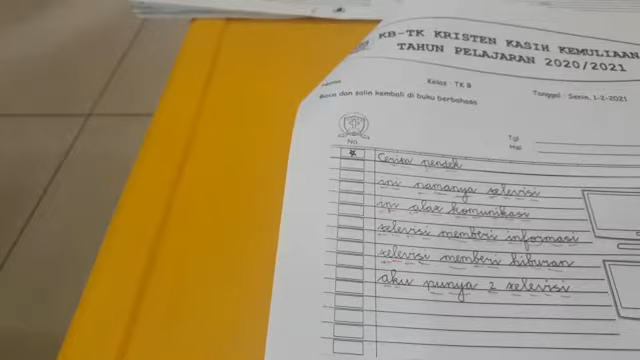 KB-TK KRISTEN KASIH KEMULIAAN
TAHUN PELAJARAN 2020/2021
Nama
Kelas : TK B
Tanggal : Senin, 1-2-2021
Baca dan salin kembali di buku berbahasa
Tgl
Hal
No
Cerita pendek
ini namanya televisi
ini alat komunikasi
televisi memberi informasi
televisi memberi hiburan
aku punya 2 televisi